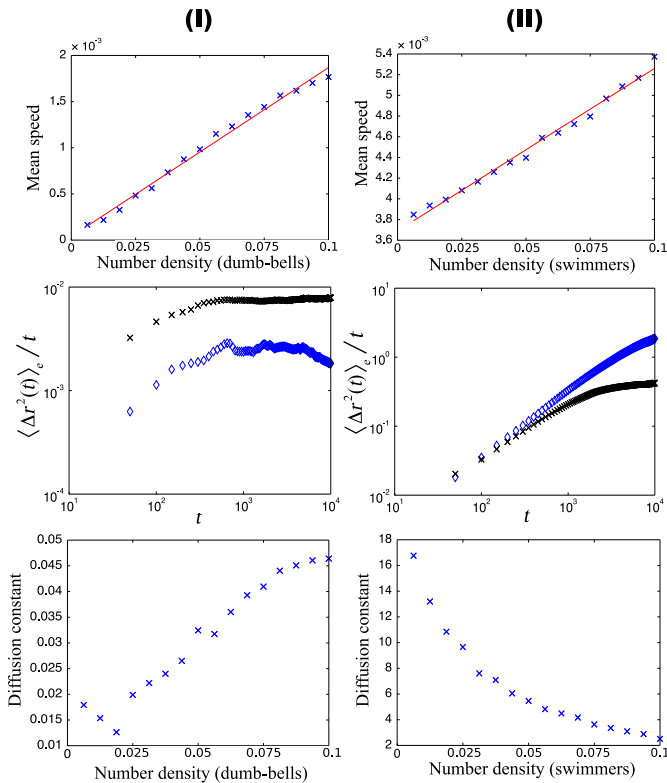 (I)
× 10⁻³
2
1.5
1
0.5
0
Mean speed
0 0.025 0.05 0.075 0.1
Number density (dumb-bells)
(II)
× 10⁻³
5.4
5.2
5
4.8
4.6
4.4
4.2
4
3.8
3.6
Mean speed
0 0.025 0.05 0.075 0.1
Number density (swimmers)
10⁻²
10⁻³
10⁻⁴
⟨Δr²(t)⟩ₑ / t
10¹ 10² 10³ 10⁴
t
10¹
10⁰
10⁻¹
10⁻²
⟨Δr²(t)⟩ₑ / t
10¹ 10² 10³ 10⁴
t
0.05
0.045
0.04
0.035
0.03
0.025
0.02
0.015
0.01
Diffusion constant
0 0.025 0.05 0.075 0.1
Number density (dumb-bells)
18
16
14
12
10
8
6
4
2
Diffusion constant
0 0.025 0.05 0.075 0.1
Number density (swimmers)